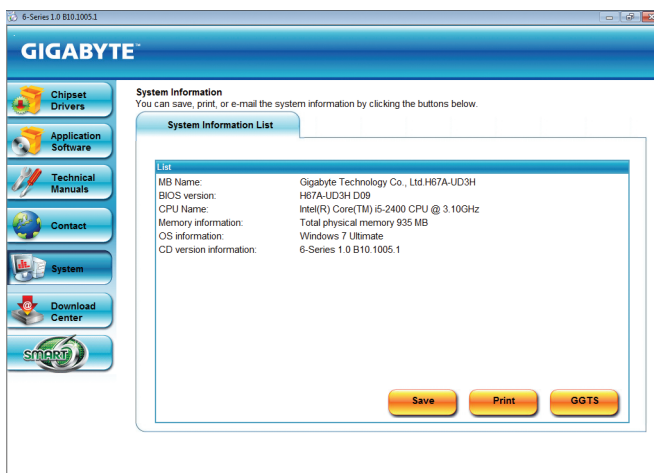 6-Series 1.0 B10.1005.1
GIGABYTE™
Chipset
Drivers
Application
Software
Technical
Manuals
Contact
System
Download
Center
SMART6
System Information
You can save, print, or e-mail the system information by clicking the buttons below.
System Information List
List
MB Name: Gigabyte Technology Co., Ltd.H67A-UD3H
BIOS version: H67A-UD3H D09
CPU Name: Intel(R) Core(TM) i5-2400 CPU @ 3.10GHz
Memory information: Total physical memory 935 MB
OS information: Windows 7 Ultimate
CD version information: 6-Series 1.0 B10.1005.1
Save Print GGTS